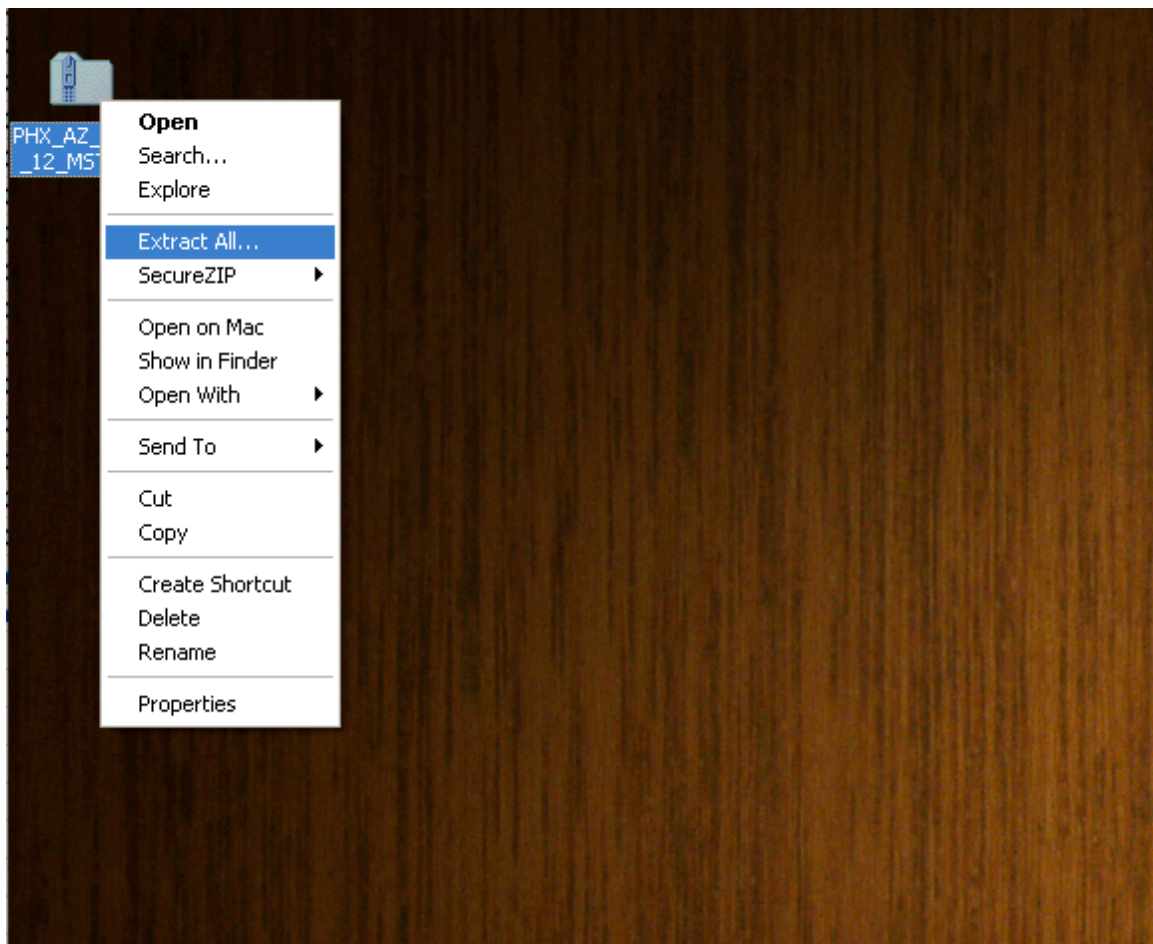 PHX_AZ_
_12_MS
Open
Search...
Explore
Extract All...
SecureZIP
Open on Mac
Show in Finder
Open With
Send To
Cut
Copy
Create Shortcut
Delete
Rename
Properties